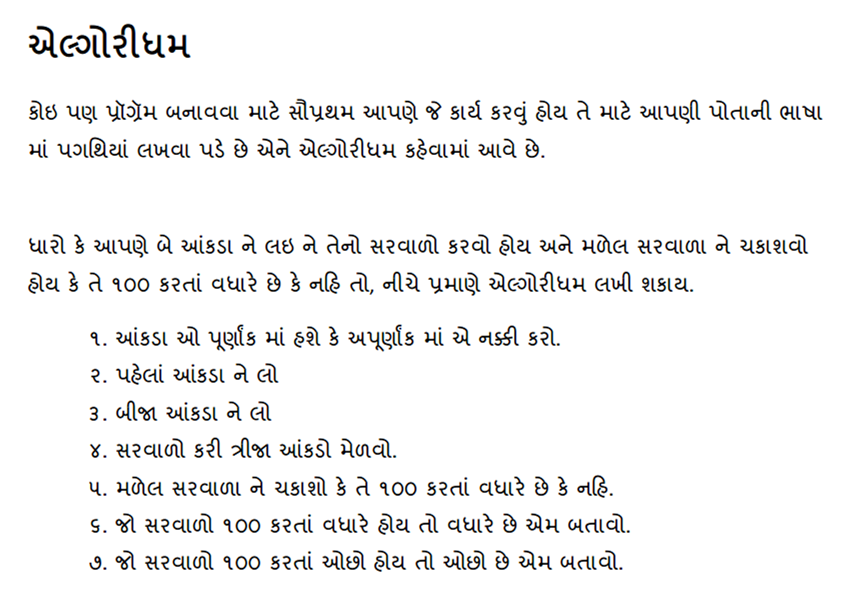 એલ્ગોરીધમ
કોઇ પણ પ્રૉગ્રૅમ બનાવવા માટે સૌપ્રથમ આપણે જે કાર્ય કરવું હોય તે માટે આપણી પોતાની ભાષા
માં પગથિયાં લખવા પડે છે એને એલ્ગોરીધમ કહેવામાં આવે છે.
ધારો કે આપણે બે આંકડા ને લઇ ને તેનો સરવાળો કરવો હોય અને મળેલ સરવાળા ને ચકાશવો
હોય કે તે ૧૦૦ કરતાં વધારે છે કે નહિ તો, નીચે પ્રમાણે એલ્ગોરીધમ લખી શકાય.
૧. આંકડા ઓ પૂર્ણાંક માં હશે કે અપૂર્ણાંક માં એ નક્કી કરો.
૨. પહેલાં આંકડા ને લો
૩. બીજા આંકડા ને લો
૪. સરવાળો કરી ત્રીજા આંકડો મેળવો.
૫. મળેલ સરવાળા ને ચકાશો કે તે ૧૦૦ કરતાં વધારે છે કે નહિ.
૬. જો સરવાળો ૧૦૦ કરતાં વધારે હોય તો વધારે છે એમ બતાવો.
૭. જો સરવાળો ૧૦૦ કરતાં ઓછો હોય તો ઓછો છે એમ બતાવો.